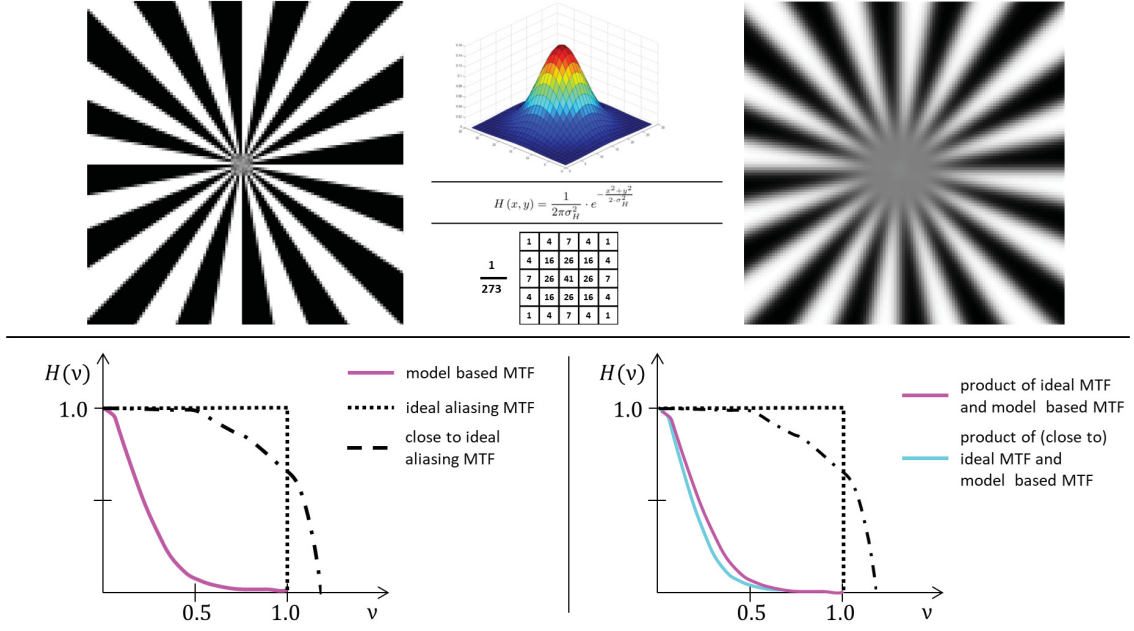 H (x, y) = 1 / 2πσ_H^2 · e^{- x^2+y^2 / 2·σ_H^2}
1 / 273
1 4 7 4 1
4 16 26 16 4
7 26 41 26 7
4 16 26 16 4
1 4 7 4 1
H(ν)
1.0
0.5
1.0
ν
model based MTF
ideal aliasing MTF
close to ideal
aliasing MTF
H(ν)
1.0
0.5
1.0
ν
product of ideal MTF
and model based MTF
product of (close to)
ideal MTF and
model based MTF